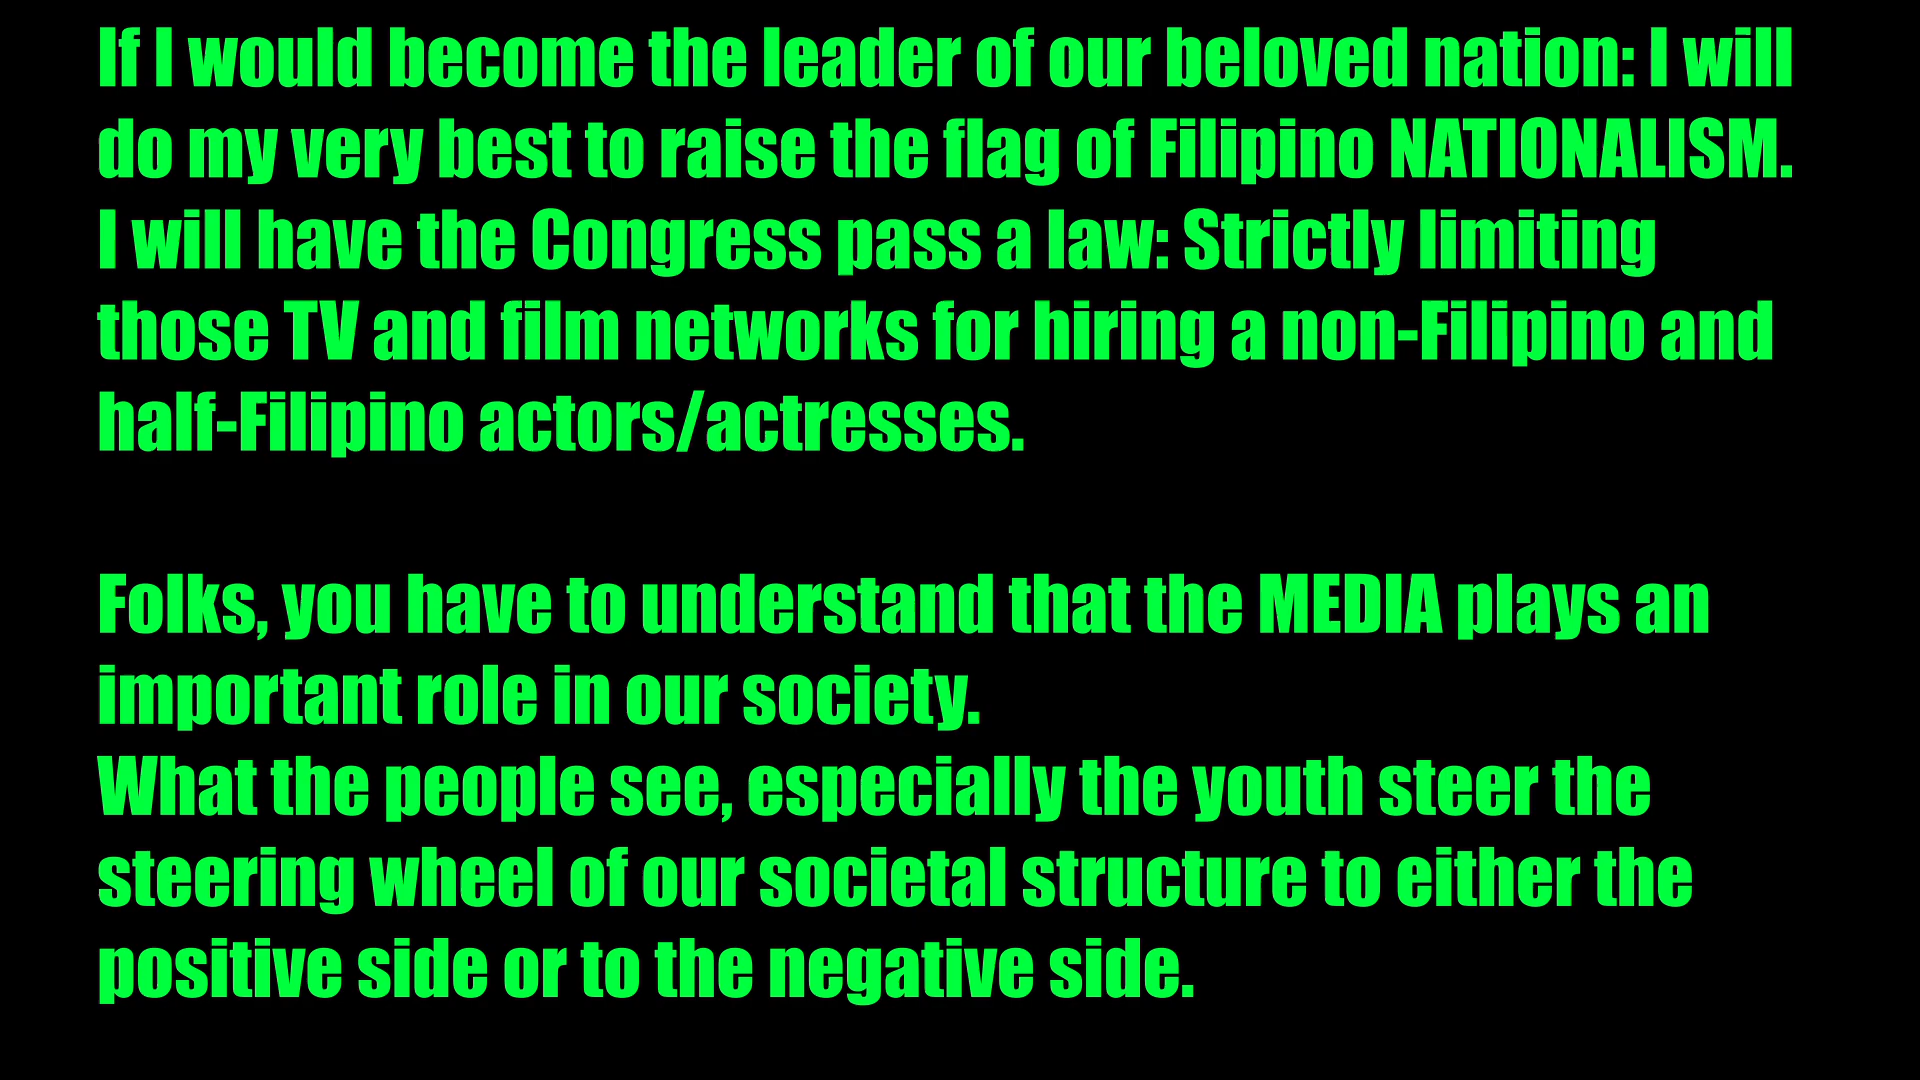 If I would become the leader of our beloved nation: I will
do my very best to raise the flag of Filipino NATIONALISM.
I will have the Congress pass a law: Strictly limiting
those TV and film networks for hiring a non-Filipino and
half-Filipino actors/actresses.
Folks, you have to understand that the MEDIA plays an
important role in our society.
What the people see, especially the youth steer the
steering wheel of our societal structure to either the
positive side or to the negative side.